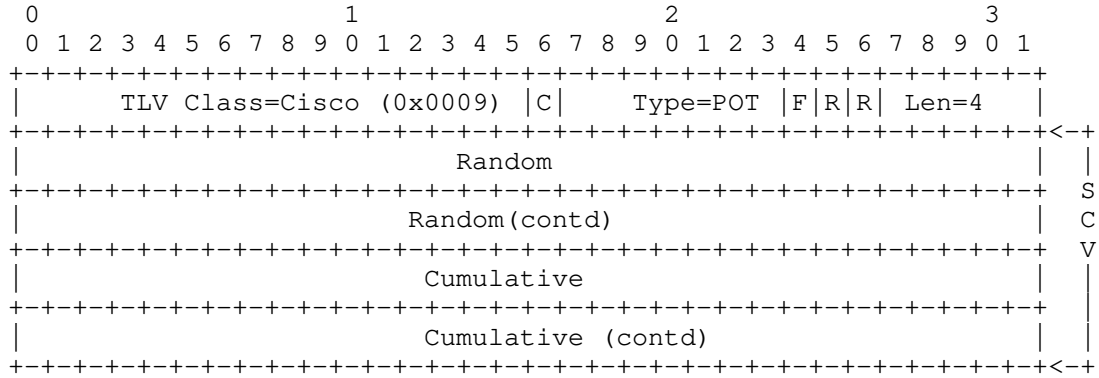 0                   1                   2                   3
0 1 2 3 4 5 6 7 8 9 0 1 2 3 4 5 6 7 8 9 0 1 2 3 4 5 6 7 8 9 0 1
+-+-+-+-+-+-+-+-+-+-+-+-+-+-+-+-+-+-+-+-+-+-+-+-+-+-+-+-+-+-+-+-+
|      TLV Class=Cisco (0x0009) |C|    Type=POT |F|R|R| Len=4   |
+-+-+-+-+-+-+-+-+-+-+-+-+-+-+-+-+-+-+-+-+-+-+-+-+-+-+-+-+-+-+-+-+<-+
|                           Random                              |  |
+-+-+-+-+-+-+-+-+-+-+-+-+-+-+-+-+-+-+-+-+-+-+-+-+-+-+-+-+-+-+-+-+  S
|                        Random(contd)                          |  C
+-+-+-+-+-+-+-+-+-+-+-+-+-+-+-+-+-+-+-+-+-+-+-+-+-+-+-+-+-+-+-+-+  V
|                         Cumulative                            |  |
+-+-+-+-+-+-+-+-+-+-+-+-+-+-+-+-+-+-+-+-+-+-+-+-+-+-+-+-+-+-+-+-+  |
|                         Cumulative (contd)                    |  |
+-+-+-+-+-+-+-+-+-+-+-+-+-+-+-+-+-+-+-+-+-+-+-+-+-+-+-+-+-+-+-+-+<-+